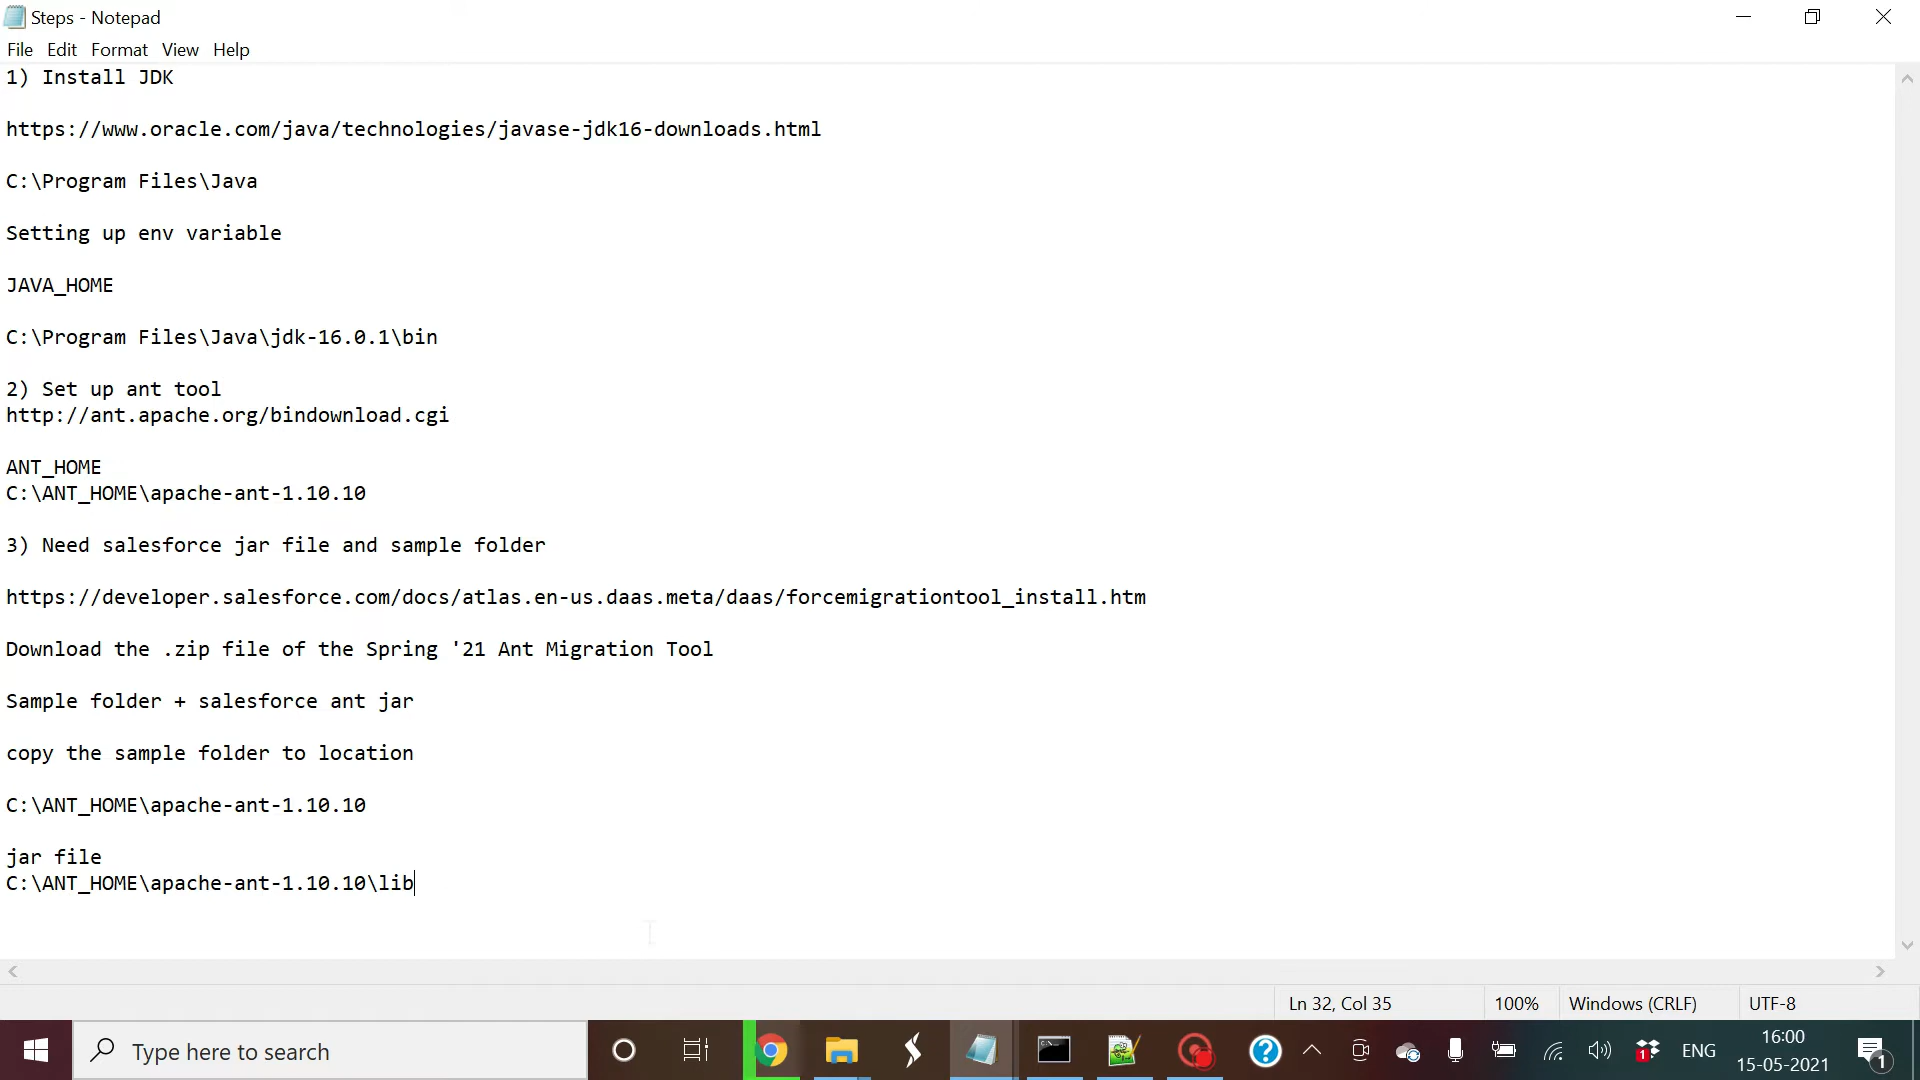 Steps - Notepad
File Edit Format View Help
1) Install JDK
https://www.oracle.com/java/technologies/javase-jdk16-downloads.html
C:\Program Files\Java
Setting up env variable
JAVA_HOME
C:\Program Files\Java\jdk-16.0.1\bin
2) Set up ant tool
http://ant.apache.org/bindownload.cgi
ANT_HOME
C:\ANT_HOME\apache-ant-1.10.10
3) Need salesforce jar file and sample folder
https://developer.salesforce.com/docs/atlas.en-us.daas.meta/daas/forcemigrationtool_install.htm
Download the .zip file of the Spring '21 Ant Migration Tool
Sample folder + salesforce ant jar
copy the sample folder to location
C:\ANT_HOME\apache-ant-1.10.10
jar file
C:\ANT_HOME\apache-ant-1.10.10\lib
Ln 32, Col 35 100% Windows (CRLF) UTF-8
Type here to search
1
ENG
16:00
15-05-2021
1